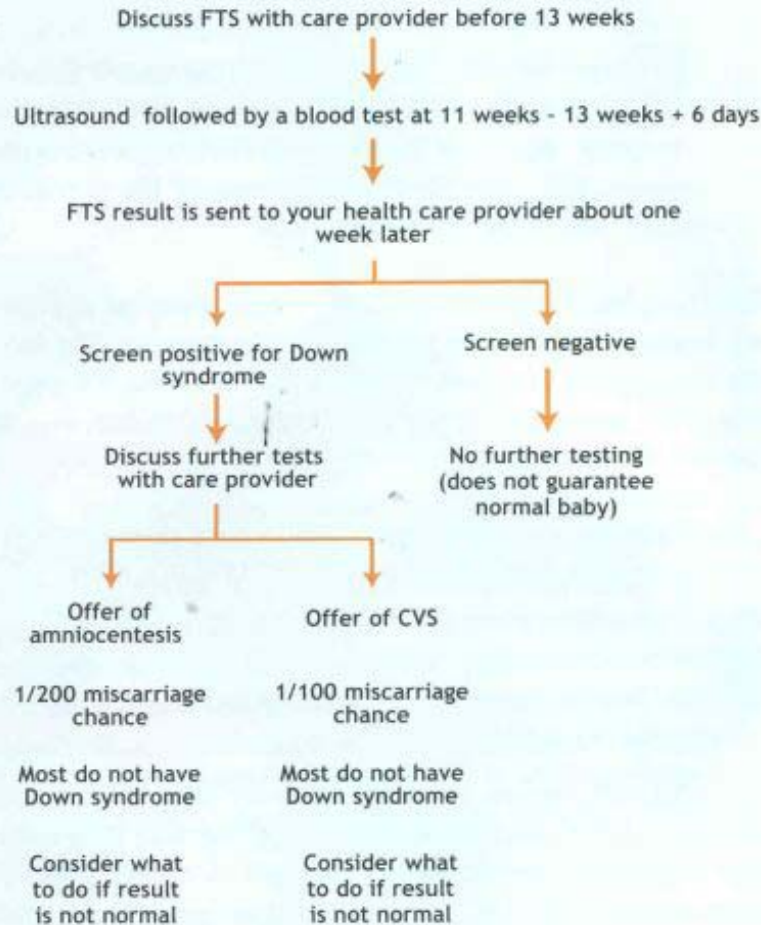 Discuss FTS with care provider before 13 weeks
Ultrasound followed by a blood test at 11 weeks - 13 weeks + 6 days
FTS result is sent to your health care provider about one
week later
Screen positive for Down
syndrome
Screen negative
Discuss further tests
with care provider
No further testing
(does not guarantee
normal baby)
Offer of
amniocentesis
Offer of CVS
1/200 miscarriage
chance
1/100 miscarriage
chance
Most do not have
Down syndrome
Most do not have
Down syndrome
Consider what
to do if result
is not normal
Consider what
to do if result
is not normal